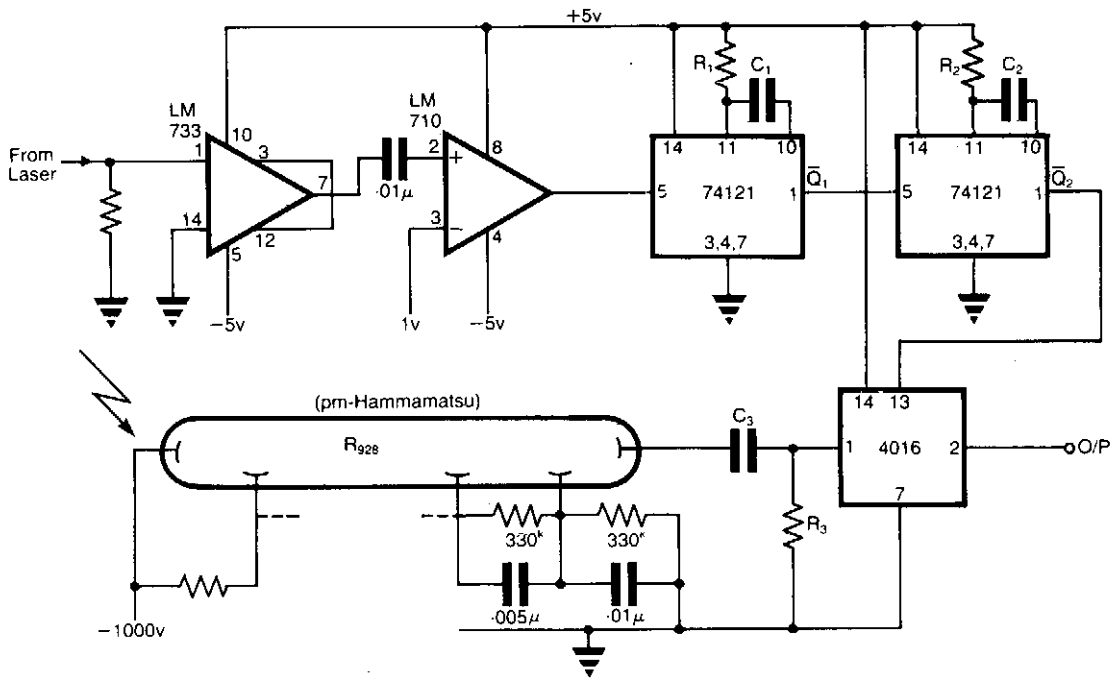 +5v
R1 C1 R2 C2
LM
733
LM
710
10
3
7
12
1
14
5
From
Laser
-5v
·01μ
2 +
3 −
8
4
1v
-5v
14 11 10
5 74121 1
3,4,7
Q̅1
14 11 10
5 74121 1
3,4,7
Q̅2
(pm-Hammamatsu)
R928
C3
R3
14 13
1 4016 2
7
O/P
330ᵏ 330ᵏ
·005μ ·01μ
−1000v